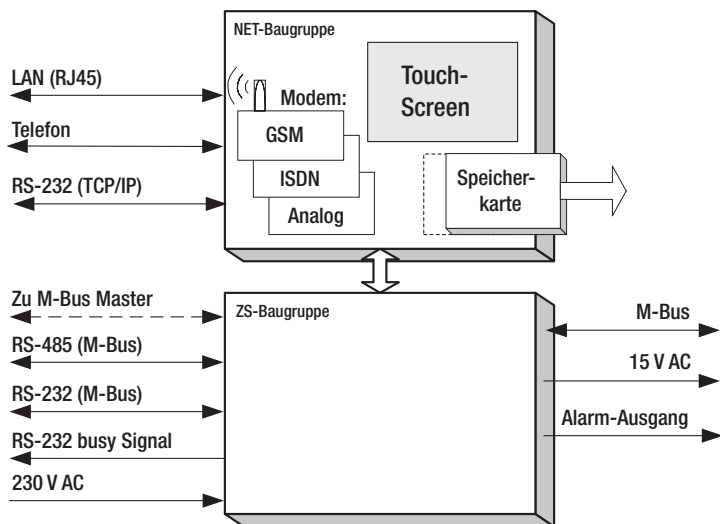 NET-Baugruppe
LAN (RJ45)
Telefon
RS-232 (TCP/IP)
Modem:
GSM
ISDN
Analog
Touch-
Screen
Speicher-
karte
Zu M-Bus Master
RS-485 (M-Bus)
RS-232 (M-Bus)
RS-232 busy Signal
230 V AC
ZS-Baugruppe
M-Bus
15 V AC
Alarm-Ausgang